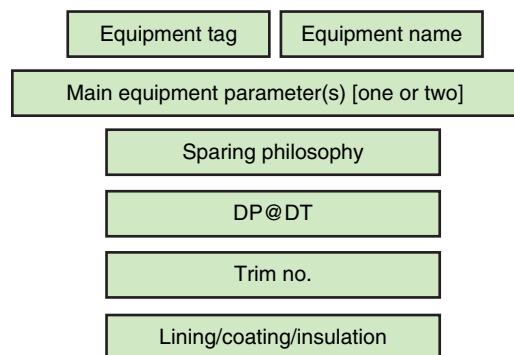 Equipment tag
Equipment name
Main equipment parameter(s) [one or two]
Sparing philosophy
DP@DT
Trim no.
Lining/coating/insulation